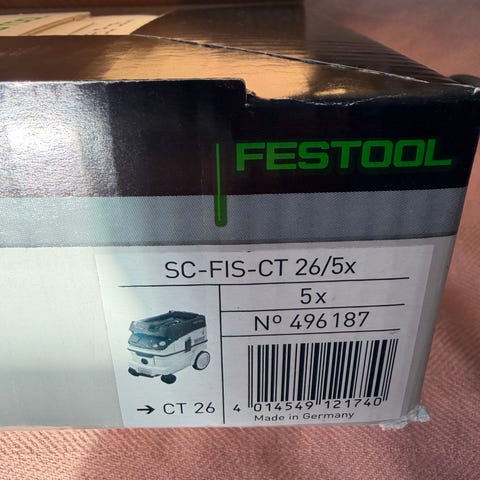 FESTOOL
SC-FIS-CT 26/5x
5x
Nº 496187
→ CT 26
4 014549 121740
Made in Germany